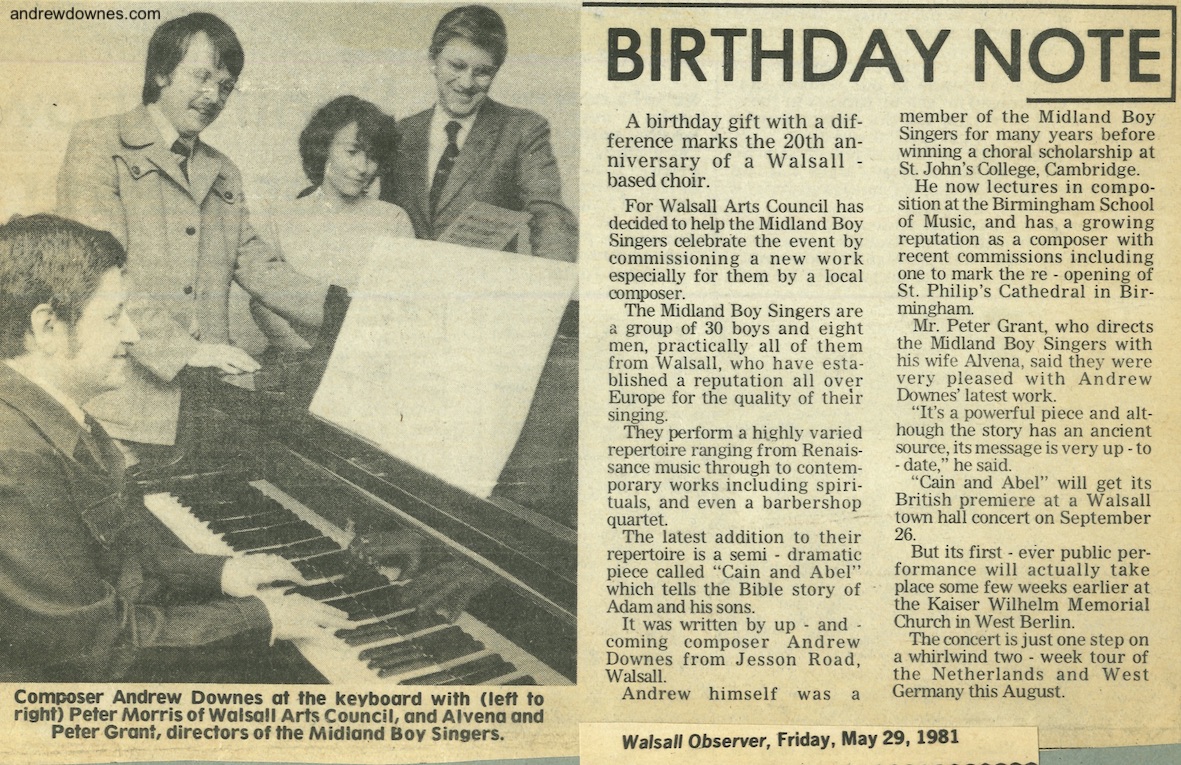 andrewdownes.com
BIRTHDAY NOTE
A birthday gift with a dif-
ference marks the 20th an-
niversary of a Walsall -
based choir.
For Walsall Arts Council has
decided to help the Midland Boy
Singers celebrate the event by
commissioning a new work
especially for them by a local
composer.
The Midland Boy Singers are
a group of 30 boys and eight
men, practically all of them
from Walsall, who have esta-
blished a reputation all over
Europe for the quality of their
singing.
They perform a highly varied
repertoire ranging from Renais-
sance music through to contem-
porary works including spiri-
tuals, and even a barbershop
quartet.
The latest addition to their
repertoire is a semi - dramatic
piece called "Cain and Abel"
which tells the Bible story of
Adam and his sons.
It was written by up - and -
coming composer Andrew
Downes from Jesson Road,
Walsall.
Andrew himself was a
member of the Midland Boy
Singers for many years before
winning a choral scholarship at
St. John's College, Cambridge.
He now lectures in compo-
sition at the Birmingham School
of Music, and has a growing
reputation as a composer with
recent commissions including
one to mark the re - opening of
St. Philip's Cathedral in Bir-
mingham.
Mr. Peter Grant, who directs
the Midland Boy Singers with
his wife Alvena, said they were
very pleased with Andrew
Downes' latest work.
"It's a powerful piece and alt-
hough the story has an ancient
source, its message is very up - to
- date," he said.
"Cain and Abel" will get its
British premiere at a Walsall
town hall concert on September
26.
But its first - ever public per-
formance will actually take
place some few weeks earlier at
the Kaiser Wilhelm Memorial
Church in West Berlin.
The concert is just one step on
a whirlwind two - week tour of
the Netherlands and West
Germany this August.
Composer Andrew Downes at the keyboard with (left to
right) Peter Morris of Walsall Arts Council, and Alvena and
Peter Grant, directors of the Midland Boy Singers.
Walsall Observer, Friday, May 29, 1981